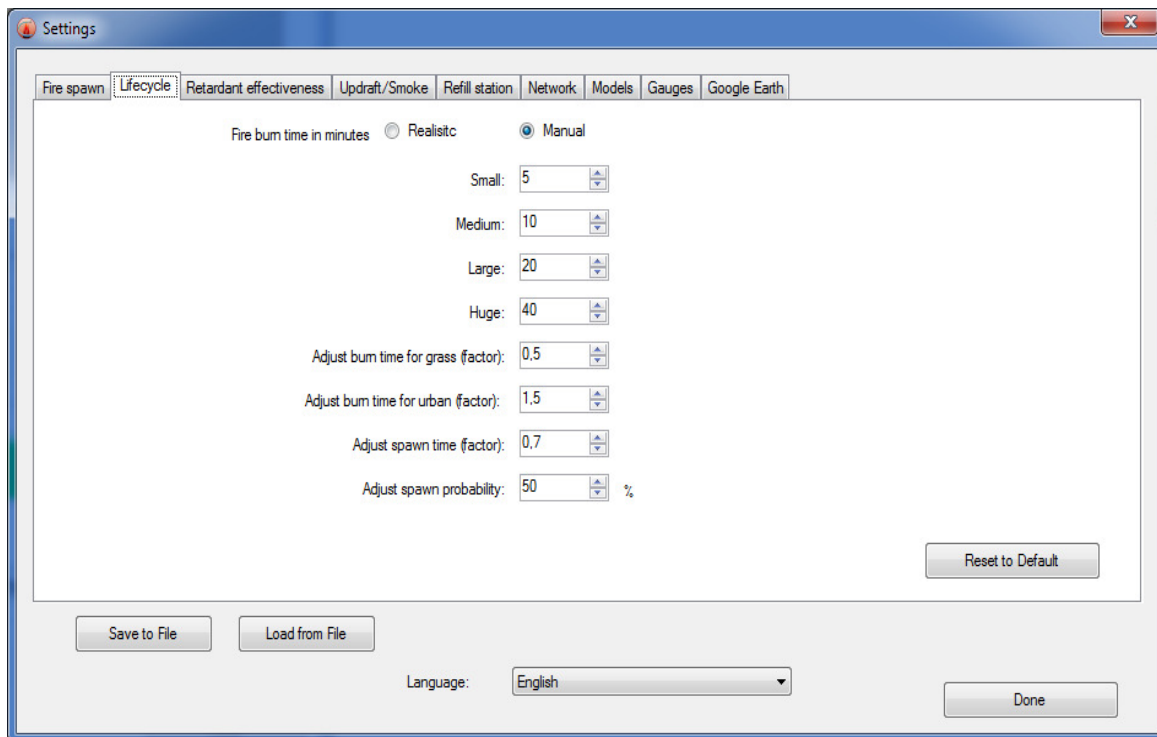 Settings
Fire spawn Lifecycle Retardant effectiveness Updraft/Smoke Refill station Network Models Gauges Google Earth
Fire burn time in minutes Realisitc Manual
Small: 5
Medium: 10
Large: 20
Huge: 40
Adjust burn time for grass (factor): 0,5
Adjust burn time for urban (factor): 1,5
Adjust spawn time (factor): 0,7
Adjust spawn probability: 50 %
Reset to Default
Save to File Load from File
Language: English
Done